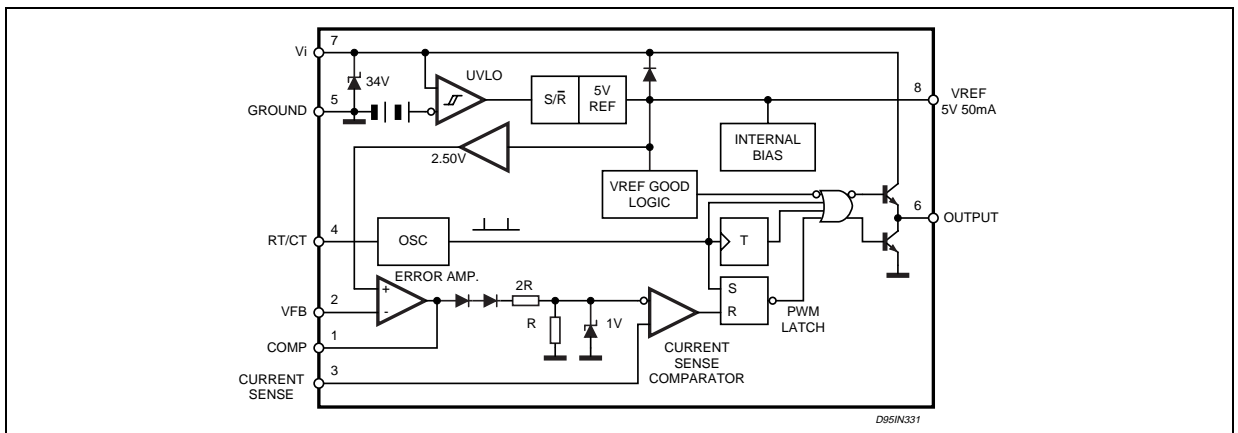 7
Vi
34V
UVLO
S/R̅
5V
REF
8
VREF
5V 50mA
5
GROUND
2.50V
INTERNAL
BIAS
VREF GOOD
LOGIC
6
OUTPUT
4
RT/CT
OSC
T
ERROR AMP.
+
-
2
VFB
2R
R
1V
S
R
PWM
LATCH
1
COMP
CURRENT
SENSE
COMPARATOR
3
CURRENT
SENSE
D95IN331